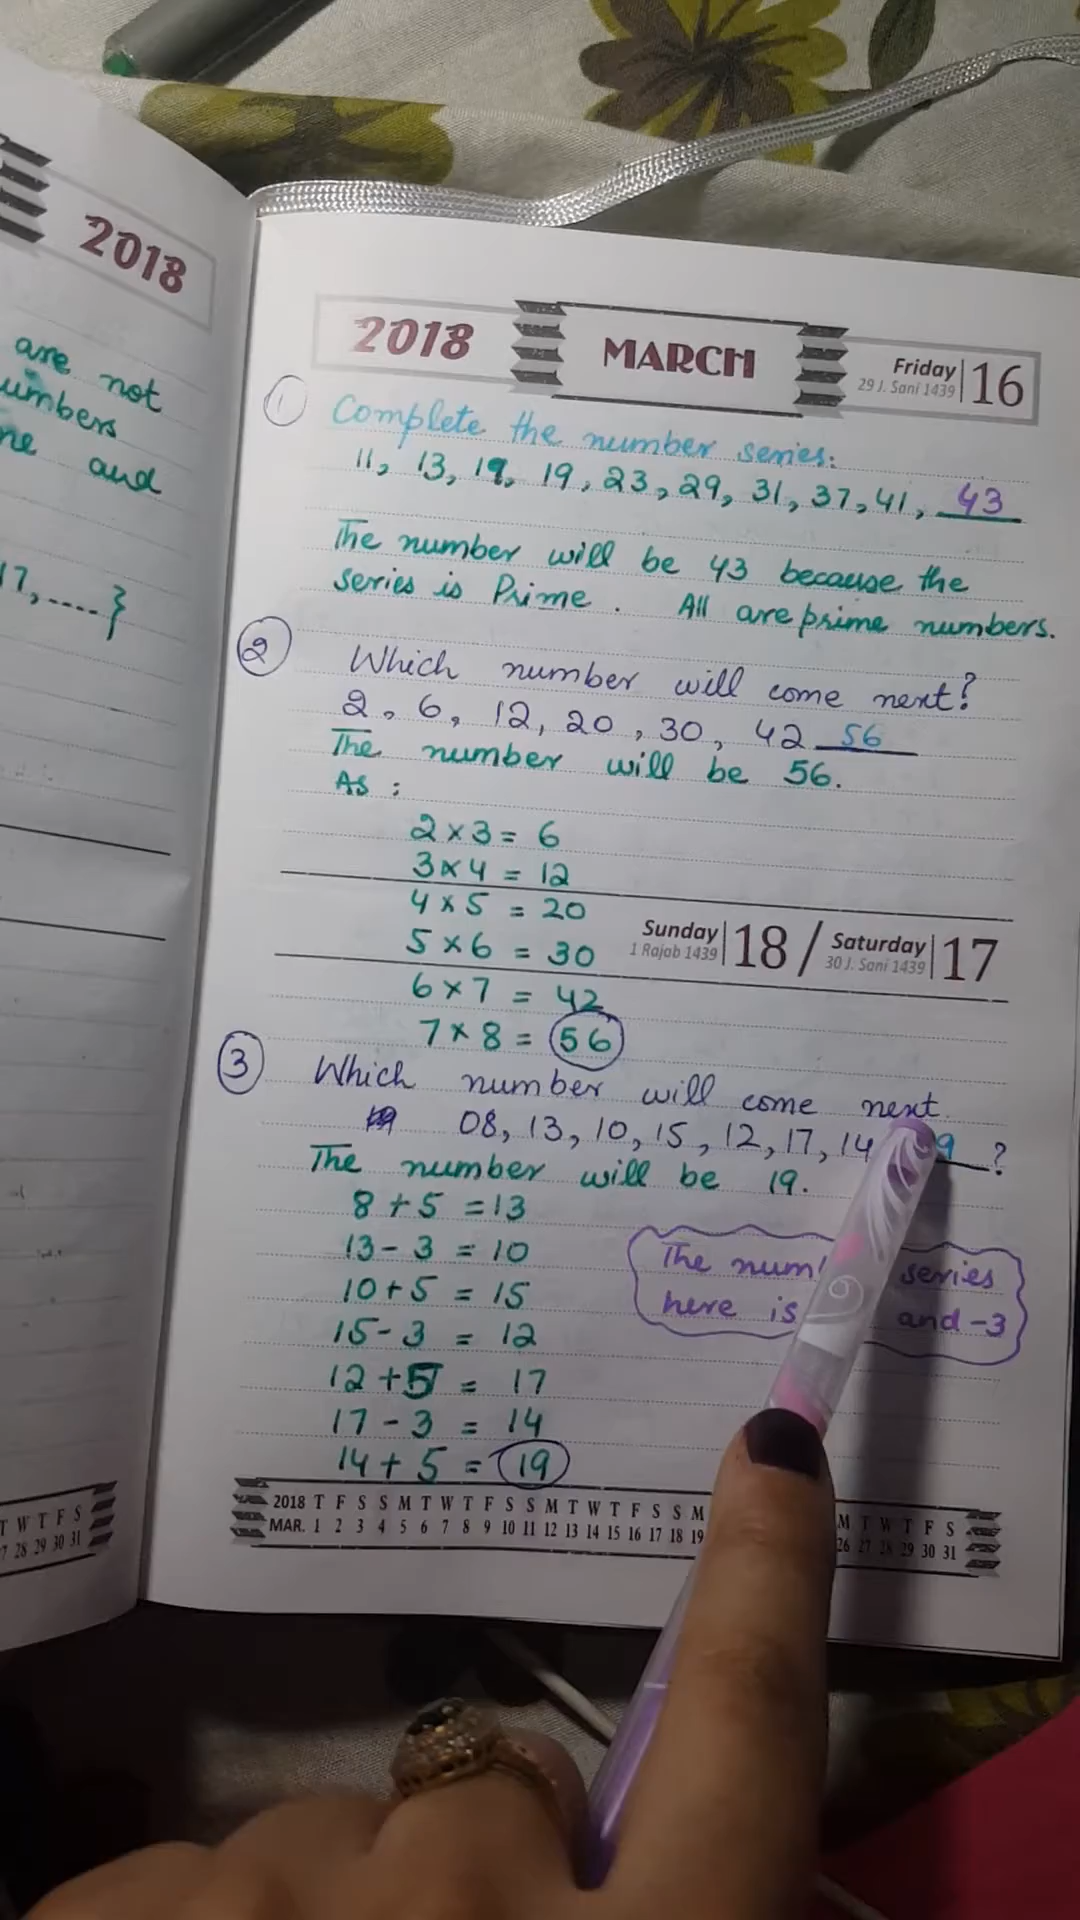 2018
are not
umbers
ne and
17, ....}
T W T F S
7 28 29 30 31
2018 MARCH Friday 29 J. Sani 1439 16
① Complete the number series:
11, 13, 19, 19, 23, 29, 31, 37, 41, 43
The number will be 43 because the
series is Prime. All are prime numbers.
② Which number will come next?
2, 6, 12, 20, 30, 42 56
The number will be 56.
As :
2 × 3 = 6
3 × 4 = 12
4 × 5 = 20
Sunday 1 Rajab 1439 18 / Saturday 30 J. Sani 1439 17
5 × 6 = 30
6 × 7 = 42
7 × 8 = 56
③ Which number will come next
08, 13, 10, 15, 12, 17, 14 9 ?
The number will be 19.
8 + 5 = 13
13 - 3 = 10
10 + 5 = 15
15 - 3 = 12
12 + 5 = 17
17 - 3 = 14
14 + 5 = 19
The num series
here is and -3
2018 T F S S M T W T F S S M T W T F S S M M T W T F S
MAR. 1 2 3 4 5 6 7 8 9 10 11 12 13 14 15 16 17 18 19 26 27 28 29 30 31